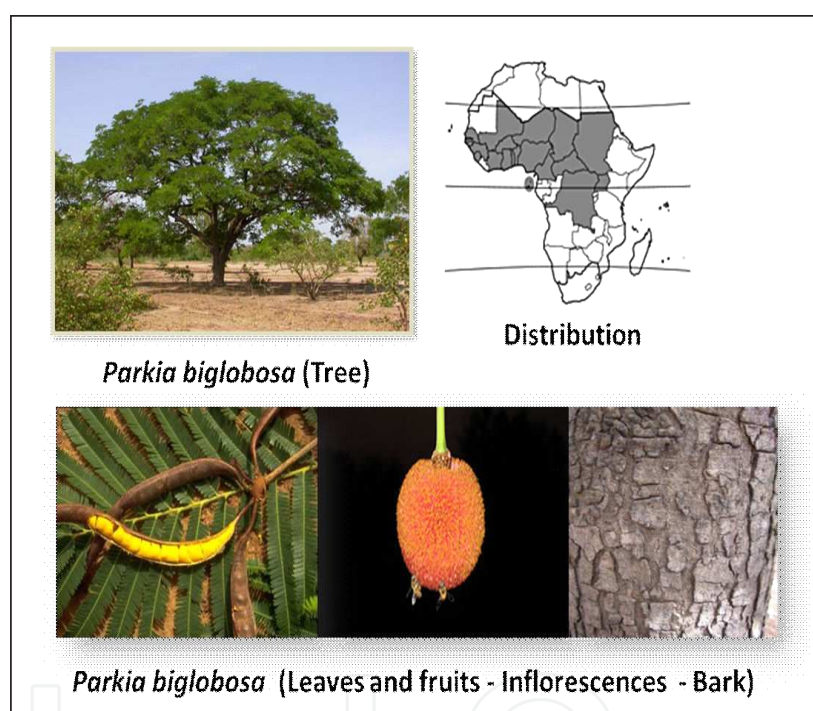 Distribution
Parkia biglobosa (Tree)
Parkia biglobosa (Leaves and fruits - Inflorescences - Bark)